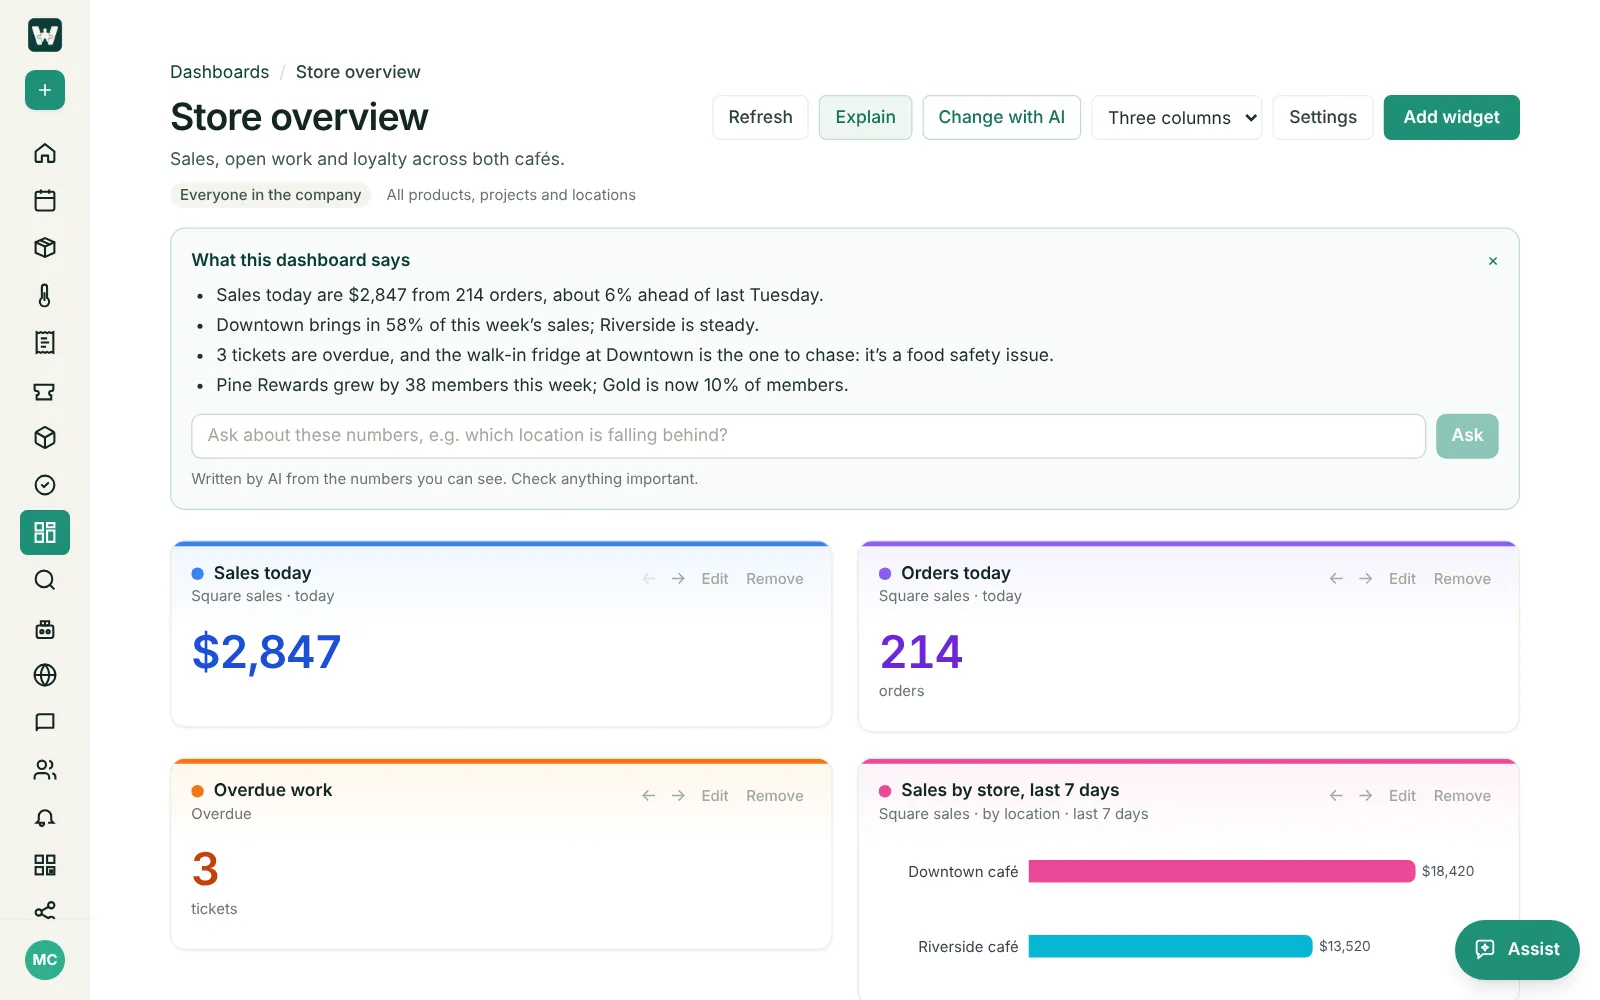 W
+
Dashboards / Store overview
Store overview
Sales, open work and loyalty across both cafés.
Everyone in the company
All products, projects and locations
Refresh
Explain
Change with AI
Three columns
Settings
Add widget
What this dashboard says
×
• Sales today are $2,847 from 214 orders, about 6% ahead of last Tuesday.
• Downtown brings in 58% of this week’s sales; Riverside is steady.
• 3 tickets are overdue, and the walk-in fridge at Downtown is the one to chase: it’s a food safety issue.
• Pine Rewards grew by 38 members this week; Gold is now 10% of members.
Ask about these numbers, e.g. which location is falling behind?
Ask
Written by AI from the numbers you can see. Check anything important.
Sales today
← → Edit Remove
Square sales · today
$2,847
Orders today
← → Edit Remove
Square sales · today
214
orders
Overdue work
← → Edit Remove
Overdue
3
tickets
Sales by store, last 7 days
← → Edit Remove
Square sales · by location · last 7 days
Downtown café $18,420
Riverside café $13,520
MC
Assist